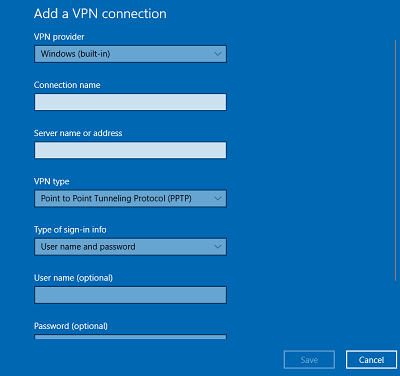 Add a VPN connection
VPN provider
Windows (built-in)
Connection name
Server name or address
VPN type
Point to Point Tunneling Protocol (PPTP)
Type of sign-in info
User name and password
User name (optional)
Password (optional)
Save
Cancel